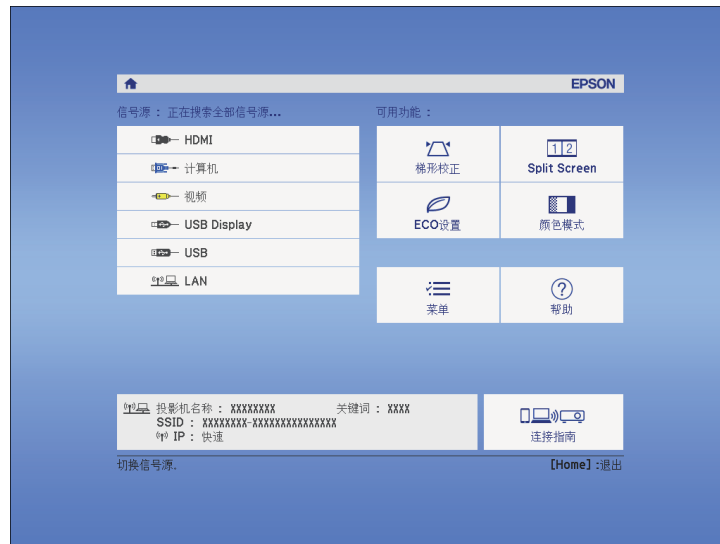 EPSON
信号源 : 正在搜索全部信号源...
可用功能 :
HDMI
计算机
视频
USB Display
USB
LAN
梯形校正
1 2
Split Screen
ECO设置
颜色模式
菜单
?
帮助
投影机名称 : XXXXXXXX 关键词 : XXXX
SSID : XXXXXXXX-XXXXXXXXXXXXXXX
IP : 快速
连接指南
切换信号源.
[Home] :退出